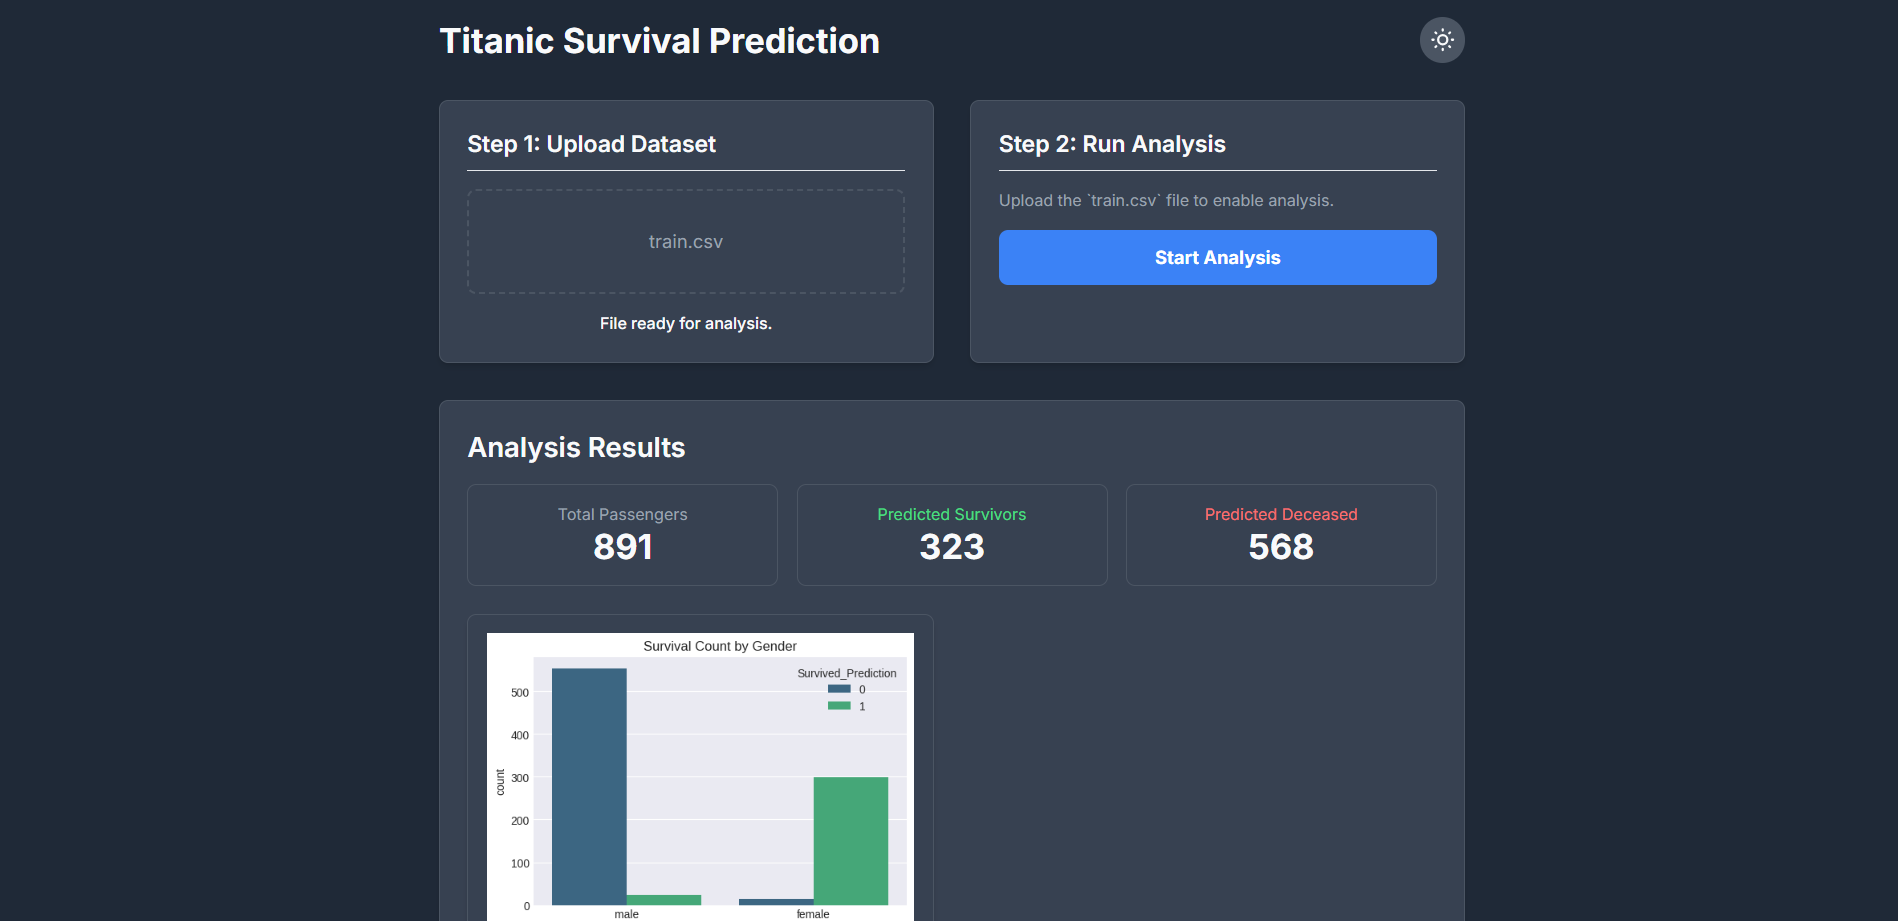 Titanic Survival Prediction
Step 1: Upload Dataset
train.csv
File ready for analysis.
Step 2: Run Analysis
Upload the `train.csv` file to enable analysis.
Start Analysis
Analysis Results
Total Passengers
891
Predicted Survivors
323
Predicted Deceased
568
Survival Count by Gender
Survived_Prediction
0
1
count
500
400
300
200
100
0
male
female